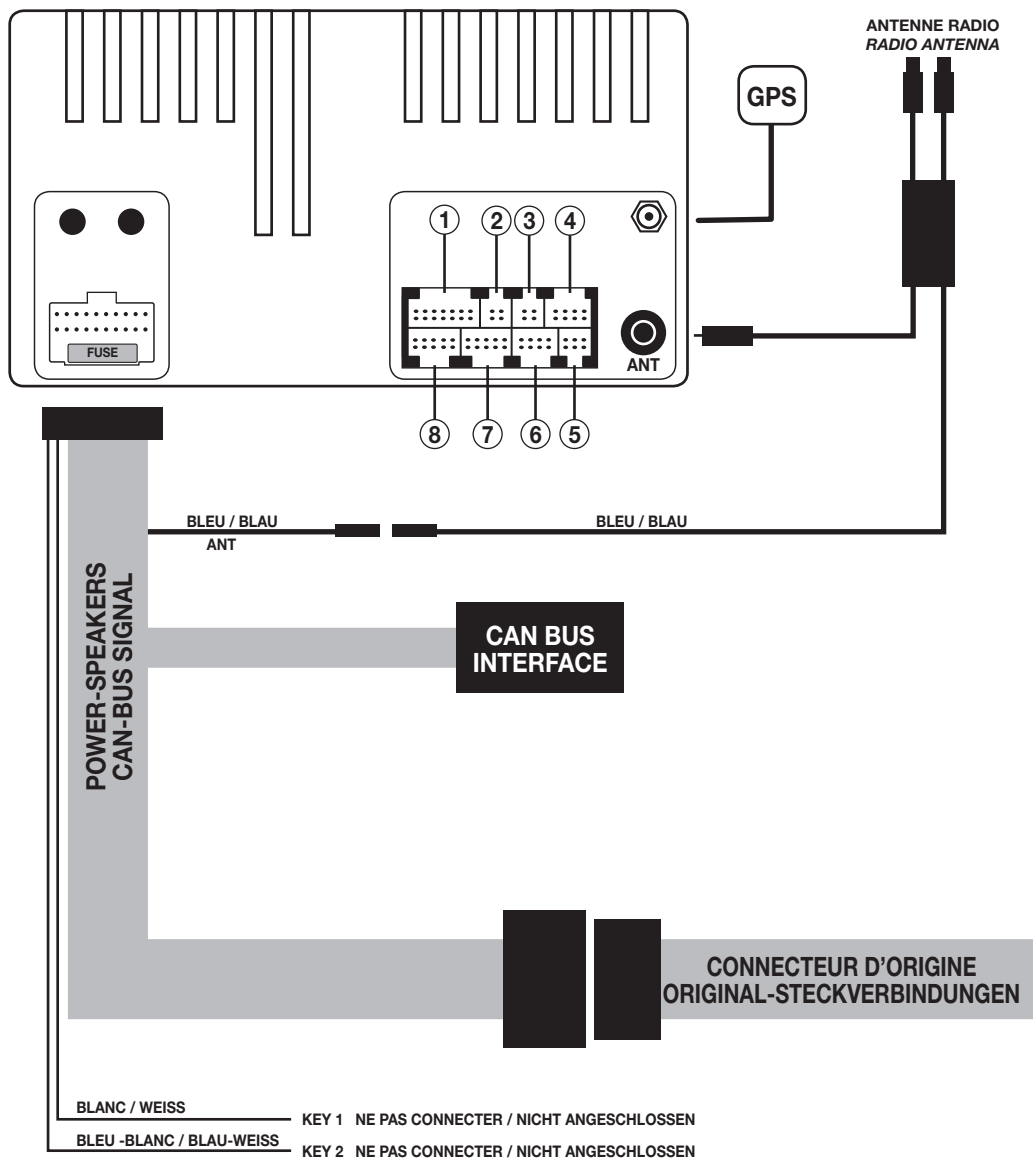 ANTENNE RADIO
RADIO ANTENNA
GPS
1
2
3
4
FUSE
ANT
8
7
6
5
BLEU / BLAU
ANT
BLEU / BLAU
POWER-SPEAKERS
CAN-BUS SIGNAL
CAN BUS
INTERFACE
CONNECTEUR D'ORIGINE
ORIGINAL-STECKVERBINDUNGEN
BLANC / WEISS
KEY 1 NE PAS CONNECTER / NICHT ANGESCHLOSSEN
BLEU -BLANC / BLAU-WEISS
KEY 2 NE PAS CONNECTER / NICHT ANGESCHLOSSEN